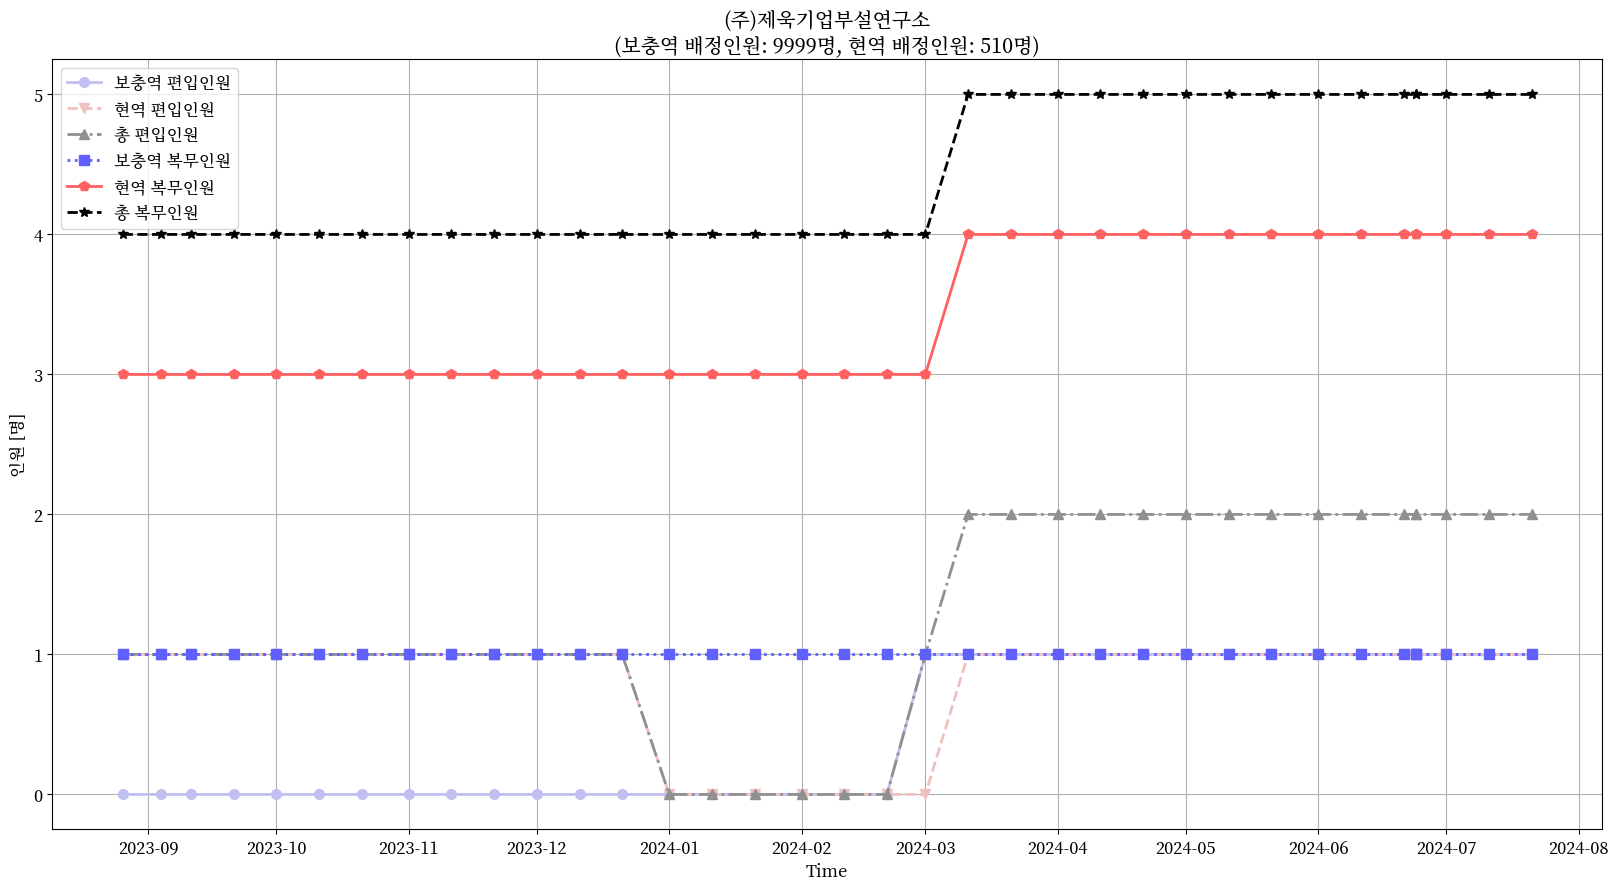 (주)제욱기업부설연구소
(보충역 배정인원: 9999명, 현역 배정인원: 510명)
보충역 편입인원
현역 편입인원
총 편입인원
보충역 복무인원
현역 복무인원
총 복무인원
5
4
3
2
1
0
인원 [명]
2023-09 2023-10 2023-11 2023-12 2024-01 2024-02 2024-03 2024-04 2024-05 2024-06 2024-07 2024-08
Time